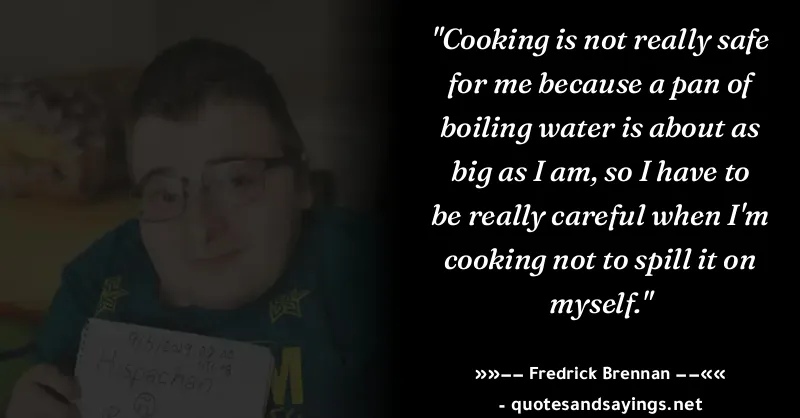 "Cooking is not really safe
for me because a pan of
boiling water is about as
big as I am, so I have to
be really careful when I'm
cooking not to spill it on
myself."
»»–– Fredrick Brennan ––««
- quotesandsayings.net
Hispachan